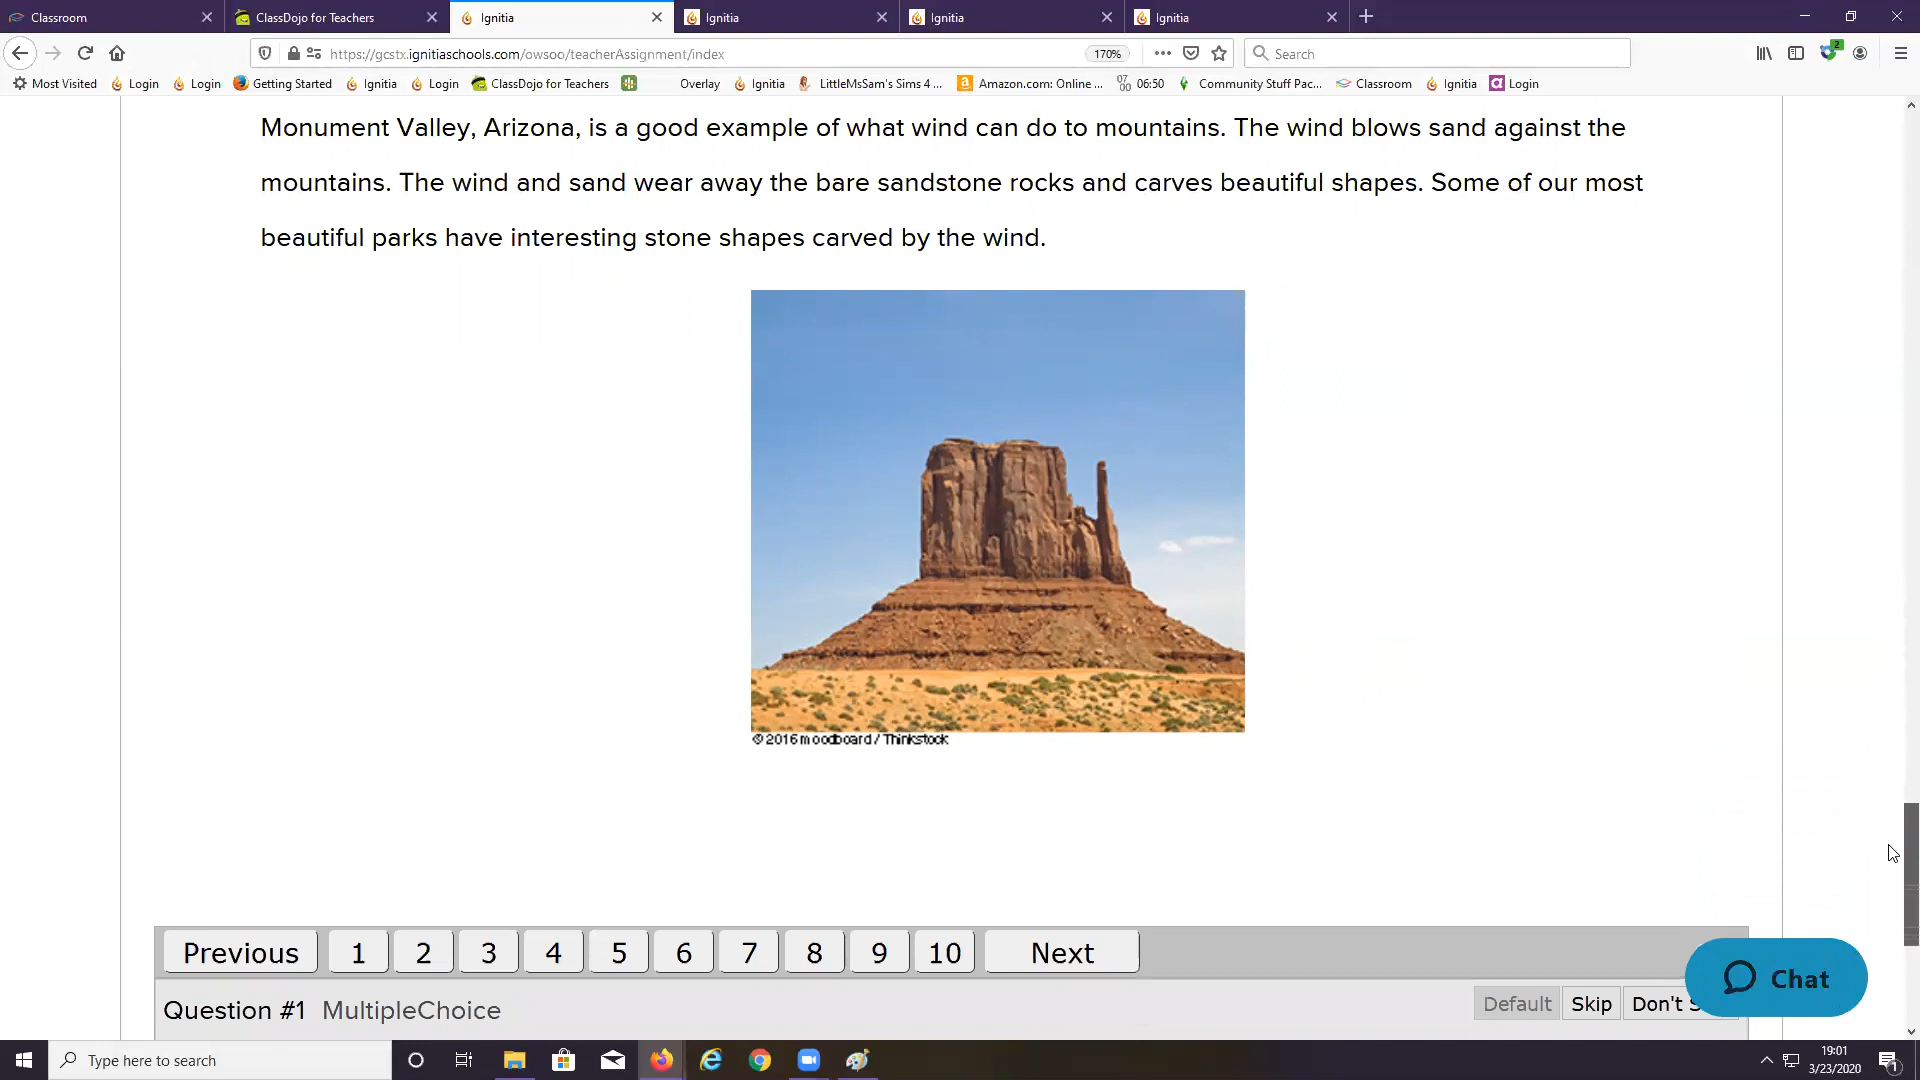 Classroom
ClassDojo for Teachers
Ignitia
Ignitia
Ignitia
Ignitia
https://gcstx.ignitiaschools.com/owsoo/teacherAssignment/index
170%
Search
2
Most Visited
Login
Login
Getting Started
Ignitia
Login
ClassDojo for Teachers
Overlay
Ignitia
LittleMsSam's Sims 4 ...
Amazon.com: Online ...
07 00
06:50
Community Stuff Pac...
Classroom
Ignitia
Login
Monument Valley, Arizona, is a good example of what wind can do to mountains. The wind blows sand against the
mountains. The wind and sand wear away the bare sandstone rocks and carves beautiful shapes. Some of our most
beautiful parks have interesting stone shapes carved by the wind.
© 2016 moodboard / Thinkstock
Previous 1 2 3 4 5 6 7 8 9 10 Next
Question #1 MultipleChoice
Default Skip Don't S
Chat
Type here to search
19:01
3/23/2020
1